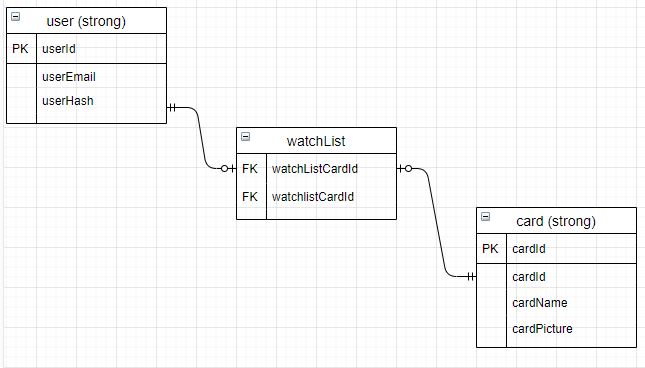 user (strong)
PK userId
userEmail
userHash
watchList
FK watchListCardId
FK watchlistCardId
card (strong)
PK cardId
cardId
cardName
cardPicture